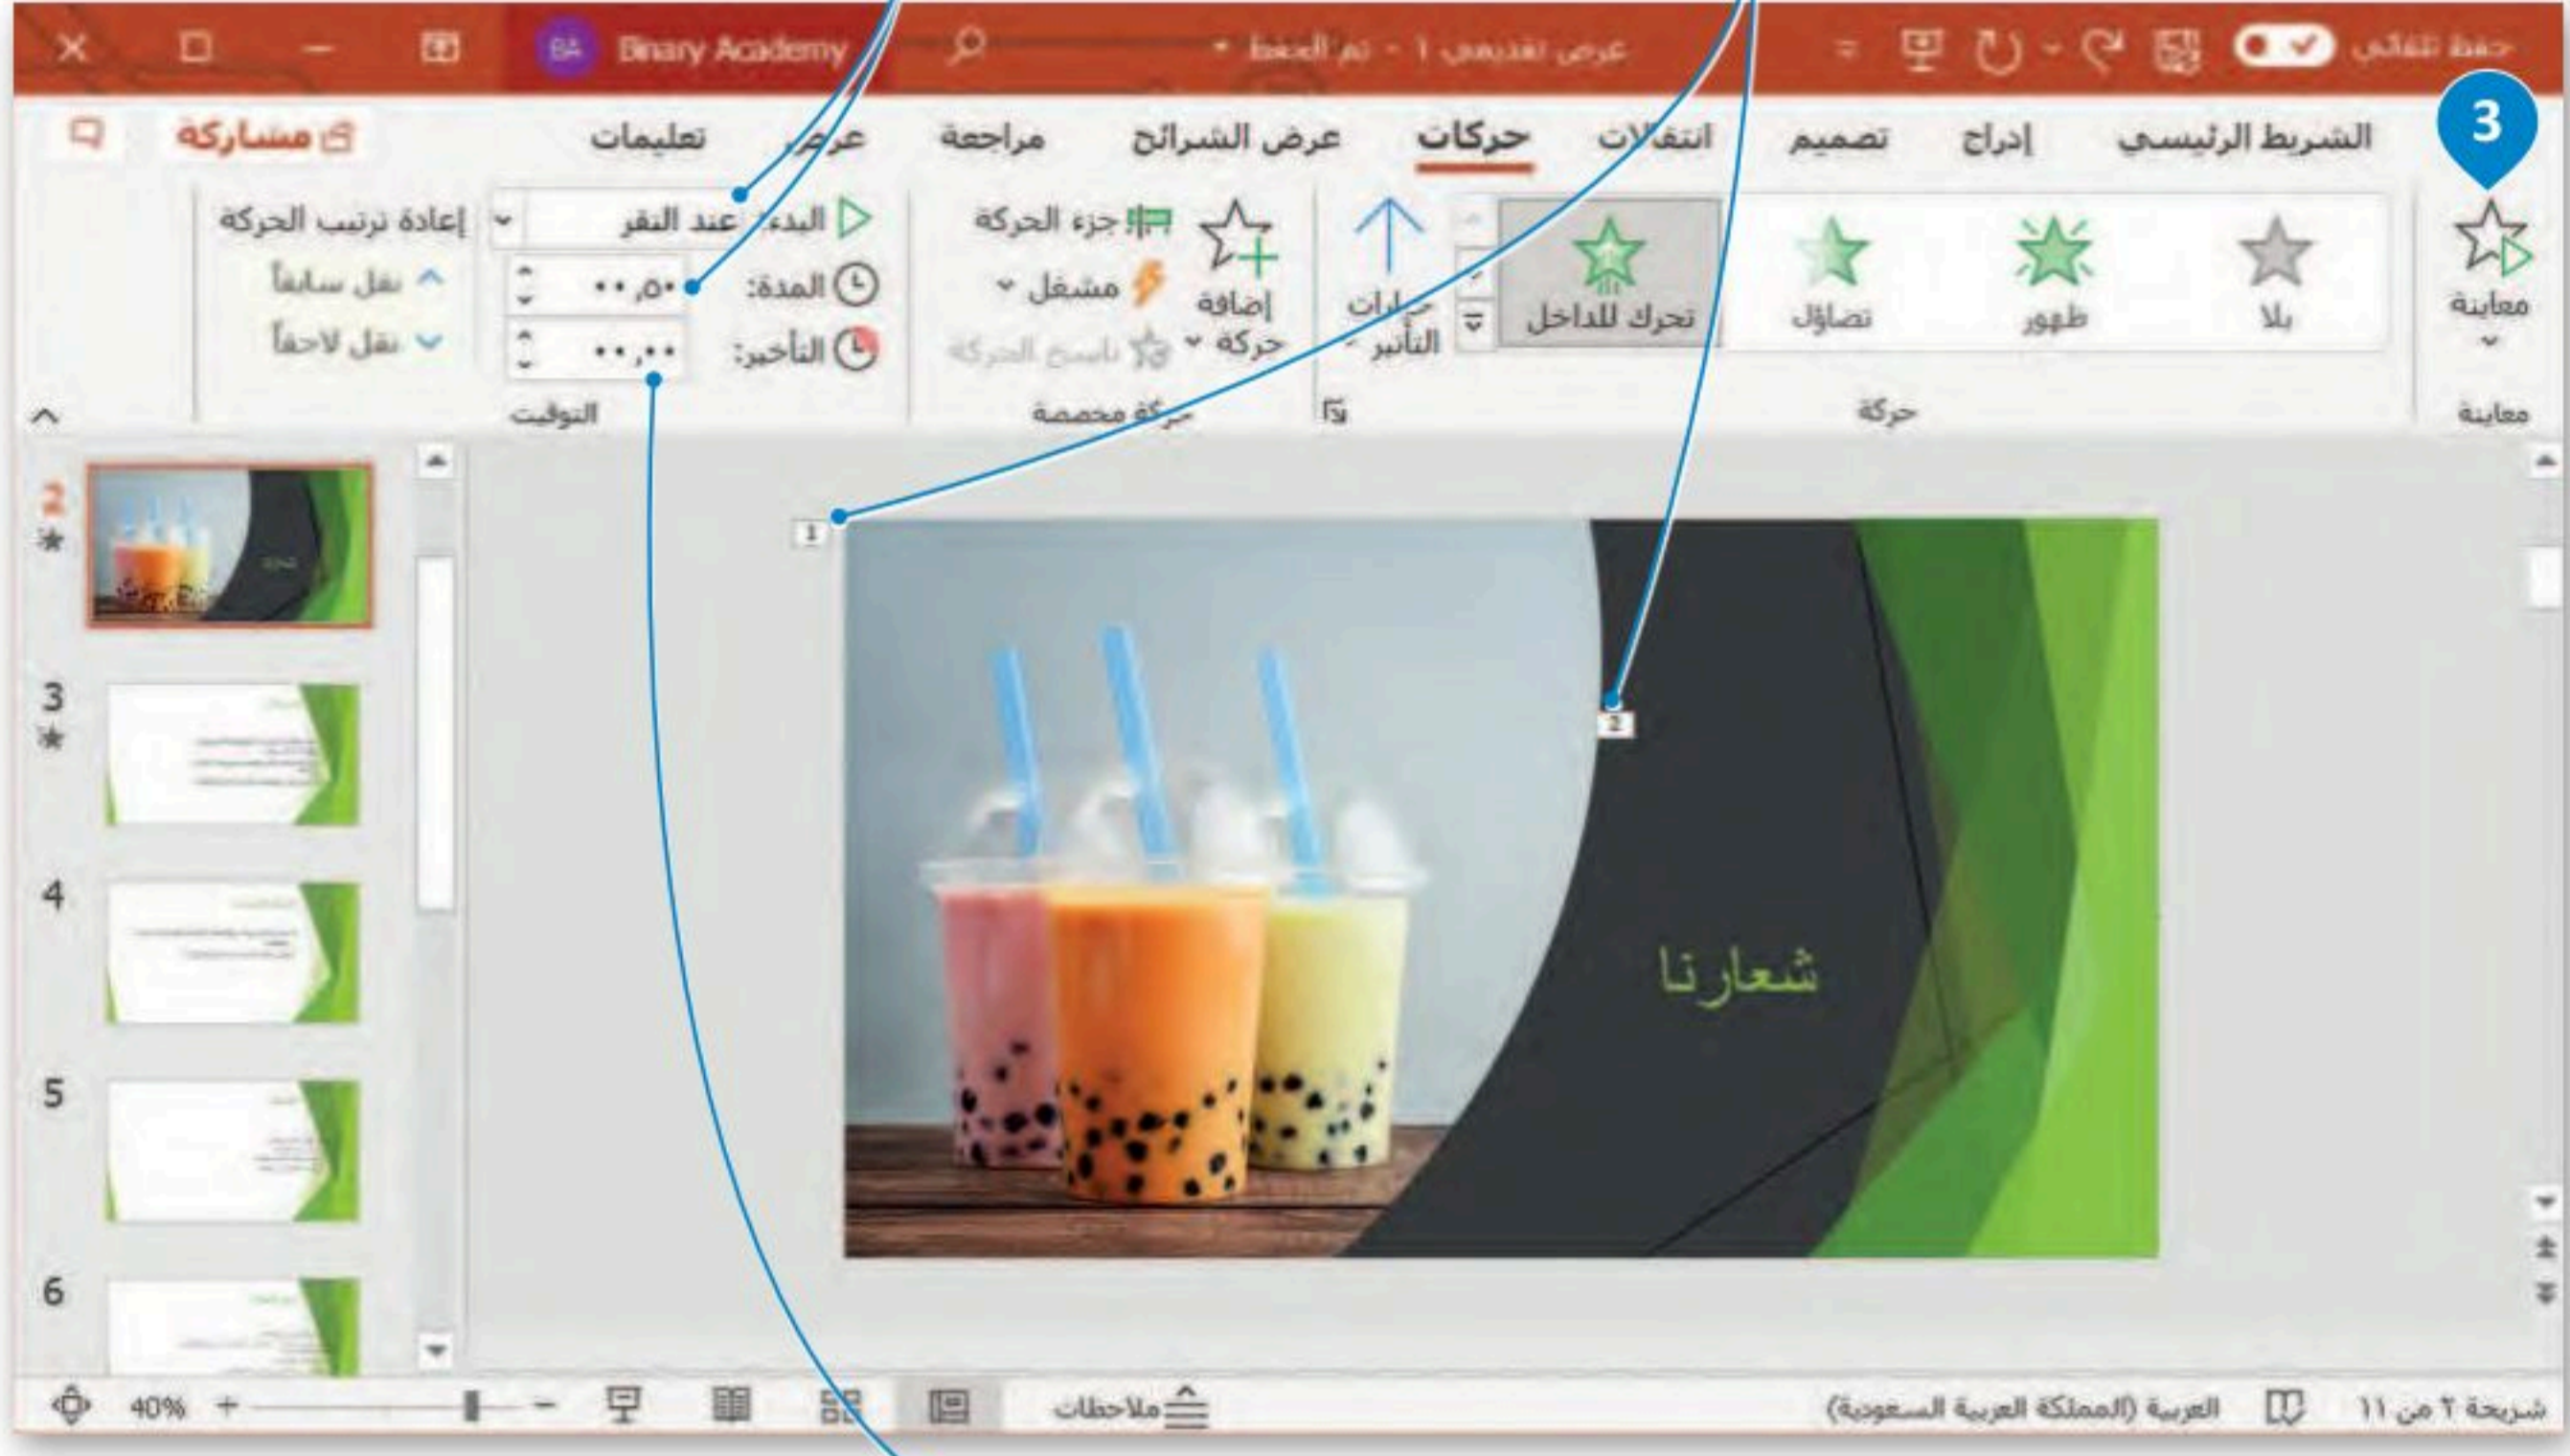 حفظ تلقائي
عرض تقديمي ١ - تم الحفظ
Binary Academy
BA
3
الشريط الرئيسي
إدراج
تصميم
انتقالات
حركات
عرض الشرائح
مراجعة
عرض
تعليمات
مشاركة
معاينة
معاينة
بلا
ظهور
تضاؤل
تحرك للداخل
حركة
خيارات التأثير
إضافة حركة
جزء الحركة
مشغل
ناسخ الحركة
حركة مخصصة
البدء: عند النقر
المدة: ٠٠,٥٠
التأخير: ٠٠,٠٠
التوقيت
إعادة ترتيب الحركة
نقل سابقاً
نقل لاحقاً
2
3
4
5
6
1
2
شعارنا
شريحة ٢ من ١١
العربية (المملكة العربية السعودية)
ملاحظات
40%